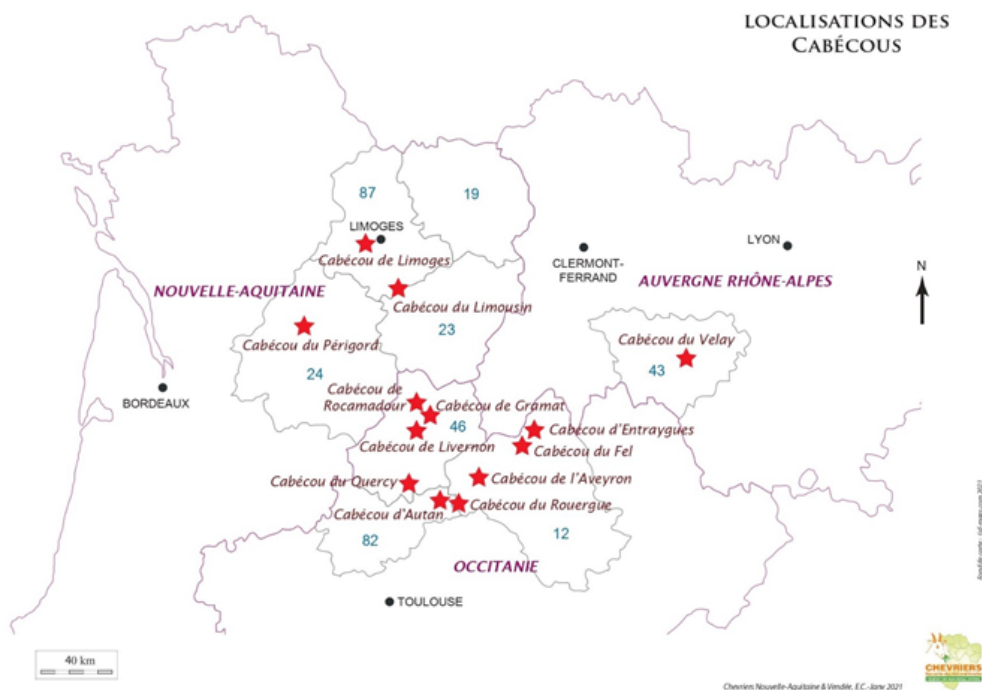 LOCALISATIONS DES
CABÉCOUS
87
19
LIMOGES
LYON
Cabécou de Limoges
CLERMONT-
FERRAND
N
NOUVELLE-AQUITAINE
AUVERGNE RHÔNE-ALPES
Cabécou du Limousin
23
Cabécou du Périgord
Cabécou du Velay
24
43
BORDEAUX
Cabécou de
Rocamadour
Cabécou de Gramat
46
Cabécou d'Entraygues
Cabécou de Livernon
Cabécou du Fel
Cabécou du Quercy
Cabécou de l'Aveyron
Cabécou d'Autan
Cabécou du Rouergue
82
12
OCCITANIE
TOULOUSE
40 km
CHEVRIERS
Chevriers Nouvelle-Aquitaine & Vendée, E.C.-Janv 2021